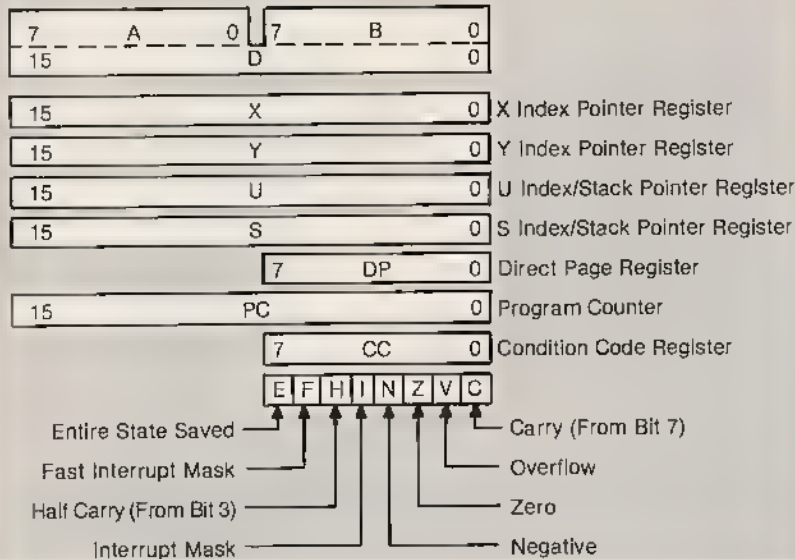 7 A 0 7 B 0
15 D 0
15 X 0 X Index Pointer Register
15 Y 0 Y Index Pointer Register
15 U 0 U Index/Stack Pointer Register
15 S 0 S Index/Stack Pointer Register
7 DP 0 Direct Page Register
15 PC 0 Program Counter
7 CC 0 Condition Code Register
E F H I N Z V C
Entire State Saved
Carry (From Bit 7)
Fast Interrupt Mask
Overflow
Half Carry (From Bit 3)
Zero
Interrupt Mask
Negative